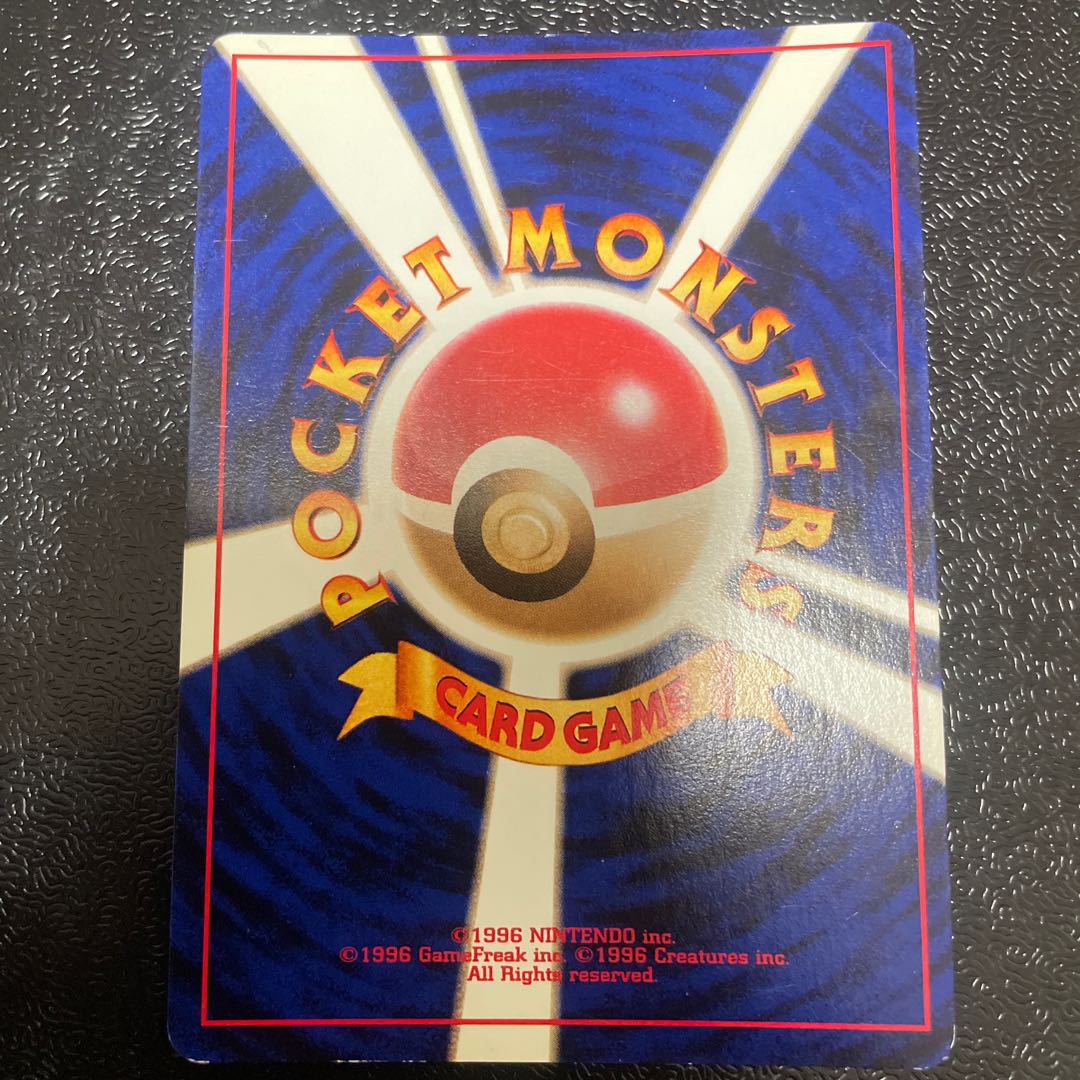 POCKET MONSTERS
CARD GAME
©1996 NINTENDO inc.
©1996 GameFreak inc. ©1996 Creatures inc.
All Rights reserved.